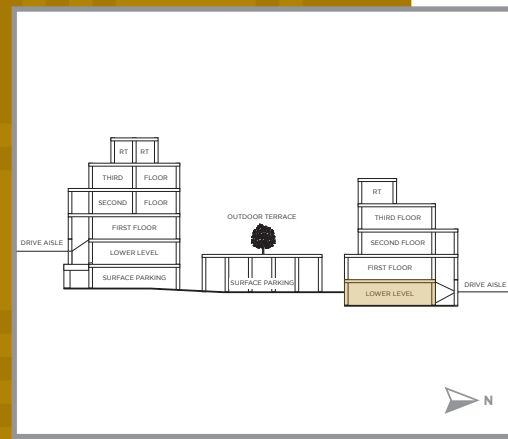 RT RT
THIRD FLOOR
SECOND FLOOR
FIRST FLOOR
DRIVE AISLE
LOWER LEVEL
SURFACE PARKING
OUTDOOR TERRACE
SURFACE PARKING
RT
THIRD FLOOR
SECOND FLOOR
FIRST FLOOR
LOWER LEVEL
DRIVE AISLE
N